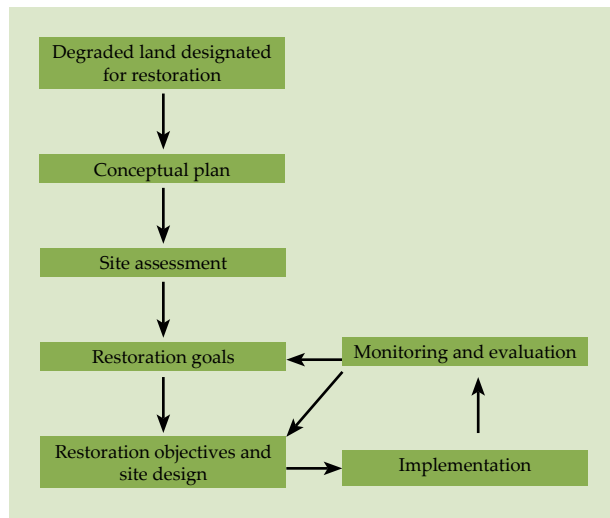 Degraded land designated
for restoration
Conceptual plan
Site assessment
Restoration goals
Monitoring and evaluation
Restoration objectives and
site design
Implementation